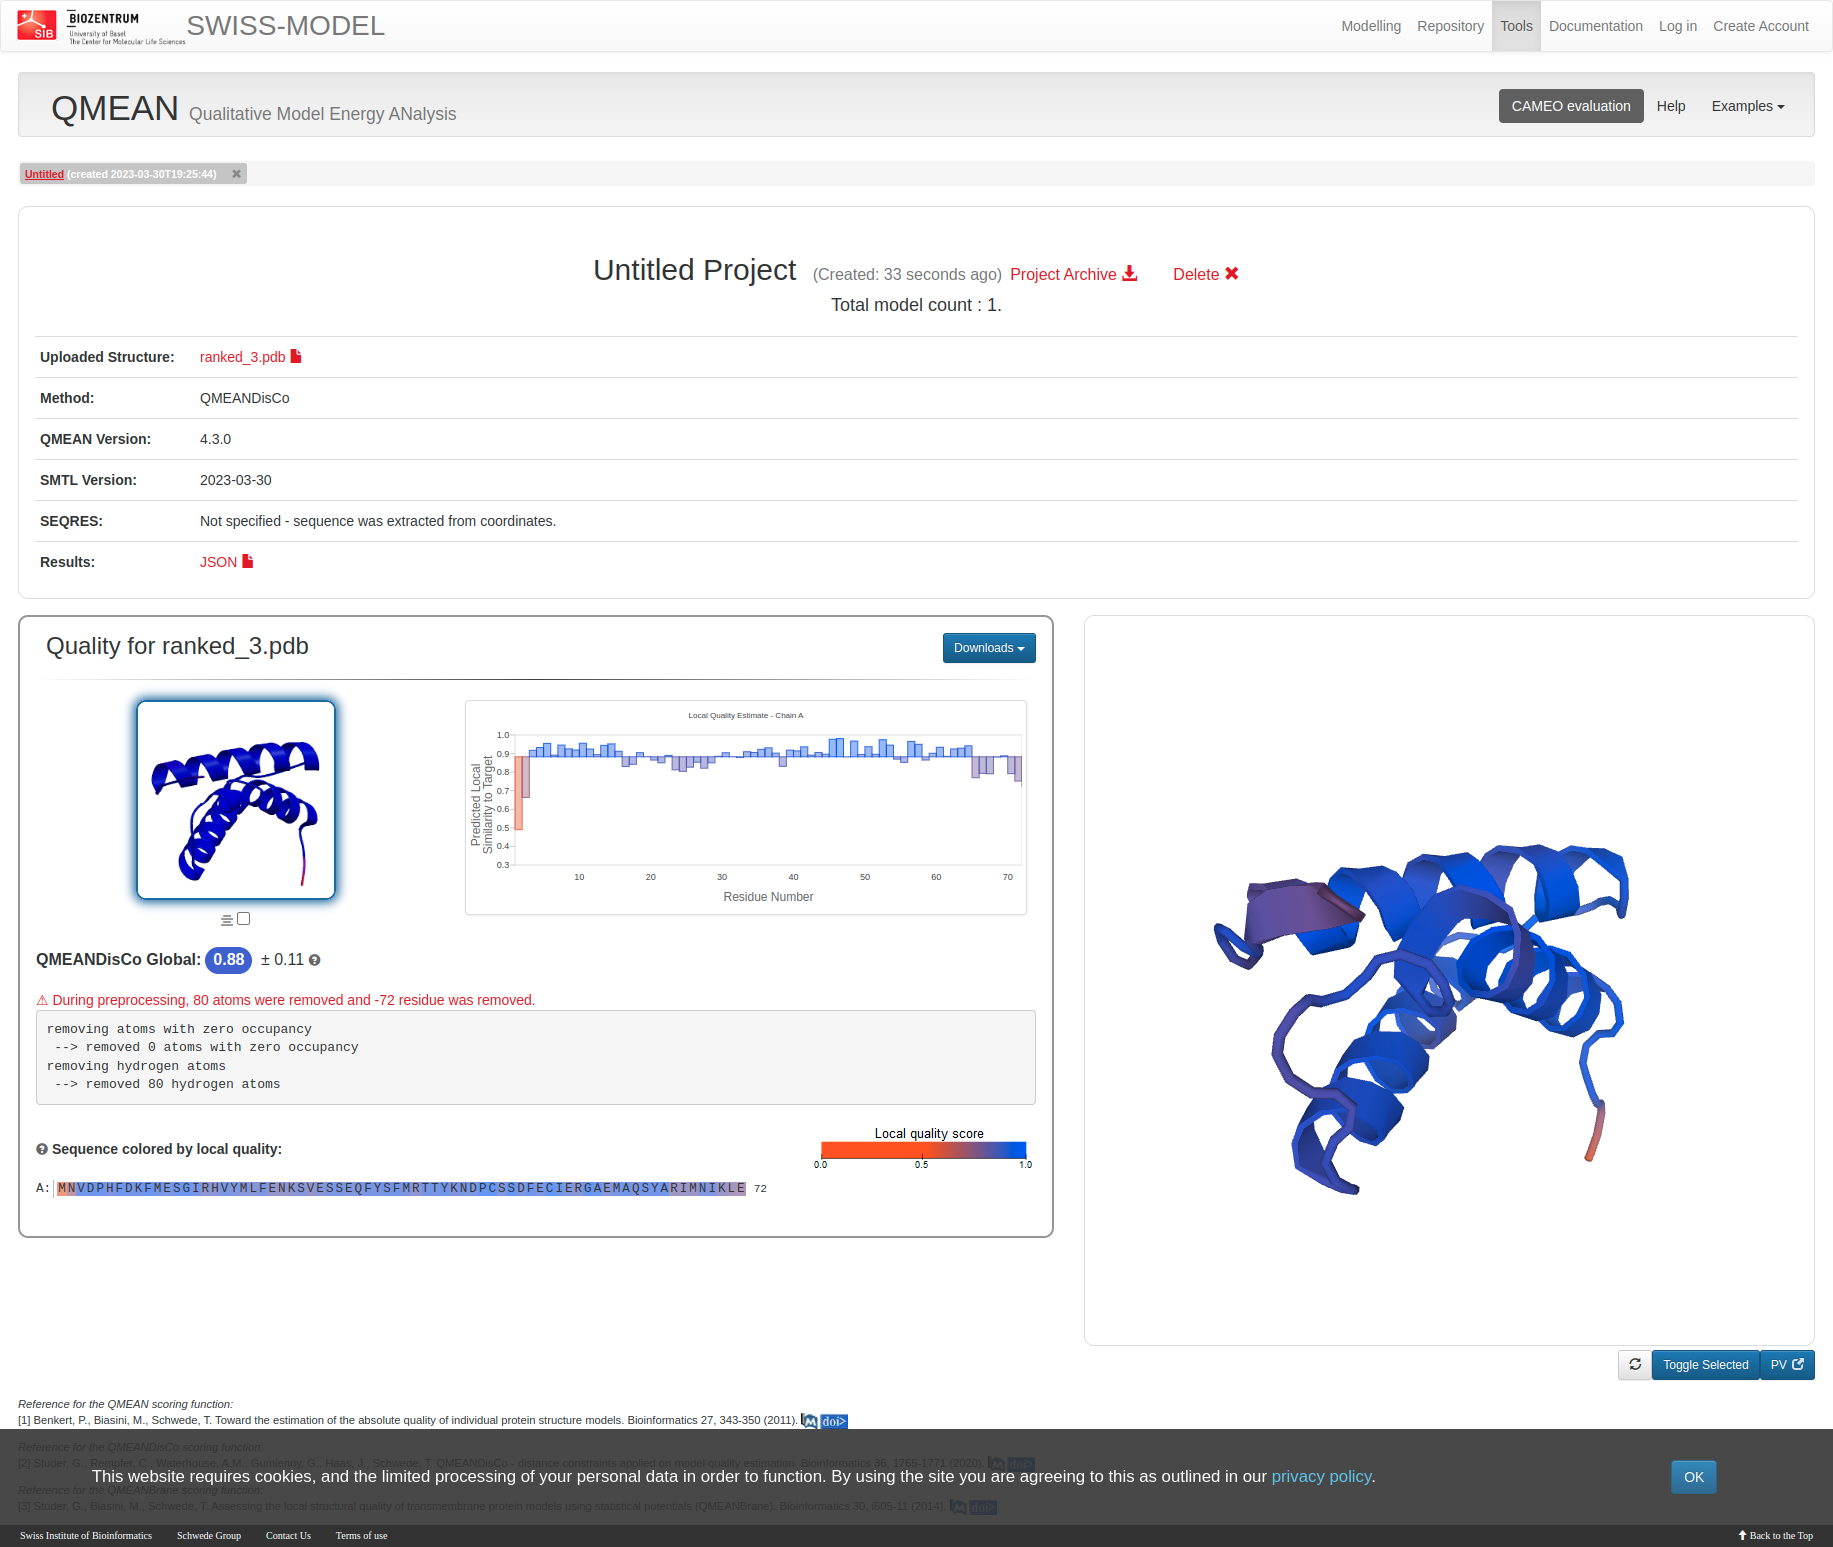 SIB
BIOZENTRUM
University of Basel
The Center for Molecular Life Sciences
SWISS-MODEL
Modelling Repository Tools Documentation Log in Create Account
QMEAN Qualitative Model Energy ANalysis
CAMEO evaluation Help Examples
Untitled (created 2023-03-30T19:25:44)
Untitled Project (Created: 33 seconds ago) Project Archive Delete
Total model count : 1.
Uploaded Structure: ranked_3.pdb
Method: QMEANDisCo
QMEAN Version: 4.3.0
SMTL Version: 2023-03-30
SEQRES: Not specified - sequence was extracted from coordinates.
Results: JSON
Quality for ranked_3.pdb
Downloads
Local Quality Estimate - Chain A
Predicted Local
Similarity to Target
1.0
0.9
0.8
0.7
0.6
0.5
0.4
0.3
10 20 30 40 50 60 70
Residue Number
QMEANDisCo Global: 0.88 ± 0.11
⚠ During preprocessing, 80 atoms were removed and -72 residue was removed.
removing atoms with zero occupancy
--> removed 0 atoms with zero occupancy
removing hydrogen atoms
--> removed 80 hydrogen atoms
Sequence colored by local quality:
Local quality score
0.0 0.5 1.0
A: MNVDPHFDKFMESGIRHVYMLFENKSVESSEQFYSFMRTTYKNDPCSSDFECIERGAEMAQSYARIMNIKLE 72
Toggle Selected PV
Reference for the QMEAN scoring function:
[1] Benkert, P., Biasini, M., Schwede, T. Toward the estimation of the absolute quality of individual protein structure models. Bioinformatics 27, 343-350 (2011). M doi>
Reference for the QMEANDisCo scoring function:
[2] Studer, G., Rempfer, C., Waterhouse, A.M., Gumienny, G., Haas, J., Schwede, T. QMEANDisCo - distance constraints applied on model quality estimation. Bioinformatics 36, 1765-1771 (2020). M doi>
This website requires cookies, and the limited processing of your personal data in order to function. By using the site you are agreeing to this as outlined in our privacy policy.
OK
Reference for the QMEANBrane scoring function:
[3] Studer, G., Biasini, M., Schwede, T. Assessing the local structural quality of transmembrane protein models using statistical potentials (QMEANBrane). Bioinformatics 30, i505-11 (2014). M doi>
Swiss Institute of Bioinformatics Schwede Group Contact Us Terms of use
Back to the Top